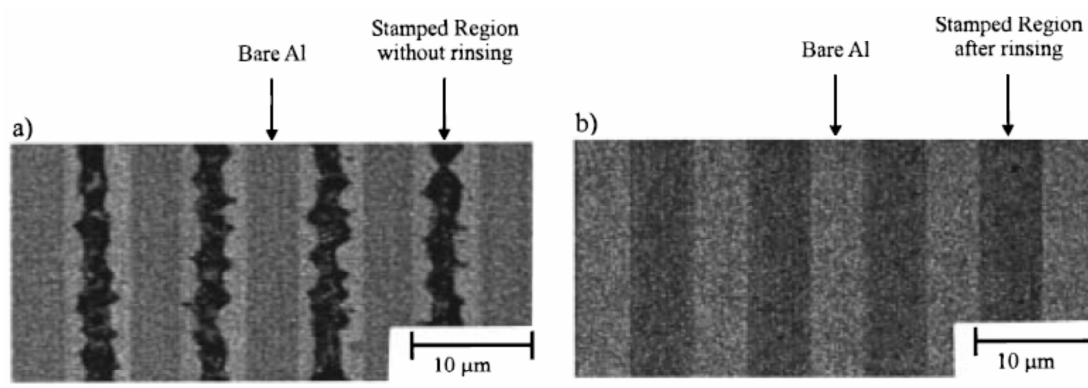 Bare Al
Stamped Region
without rinsing
a)
10 μm
Bare Al
Stamped Region
after rinsing
b)
10 μm